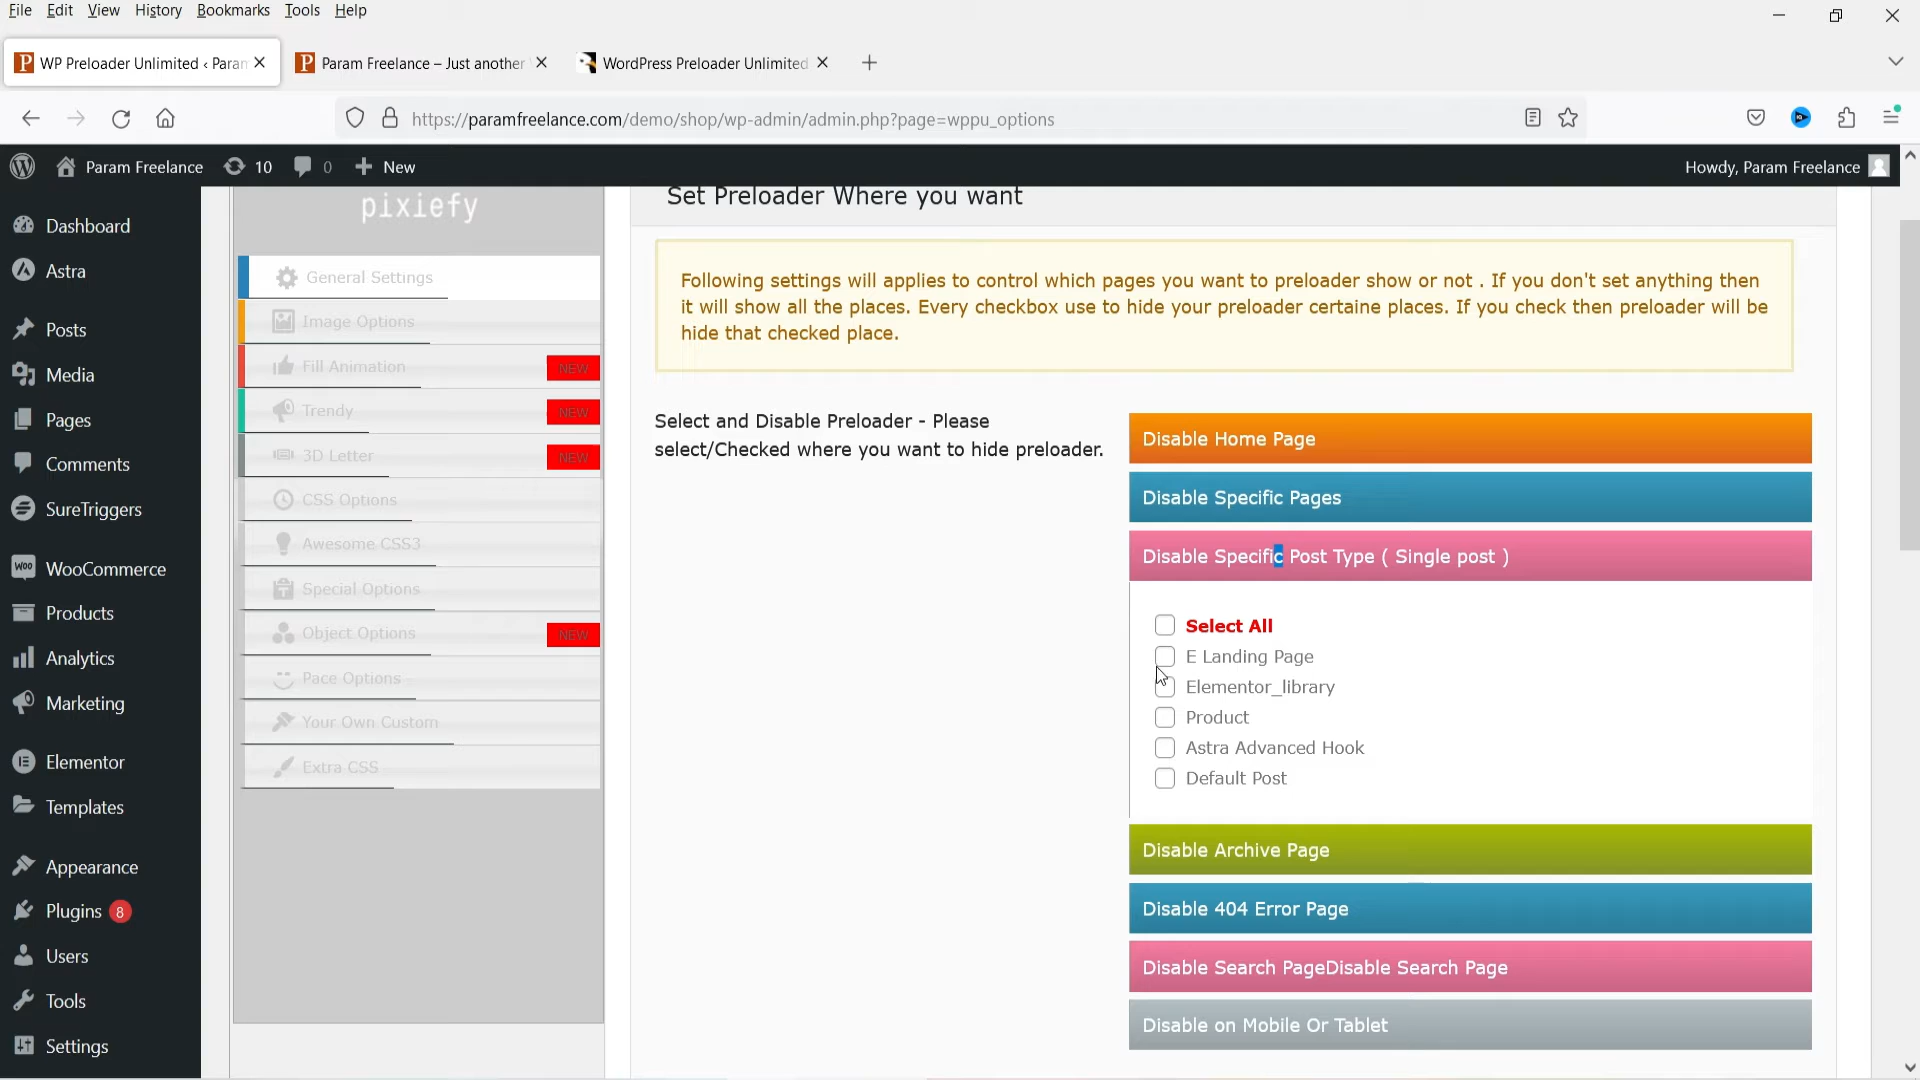 File Edit View History Bookmarks Tools Help
WP Preloader Unlimited ‹ Param
Param Freelance – Just another
WordPress Preloader Unlimited
https://paramfreelance.com/demo/shop/wp-admin/admin.php?page=wppu_options
Param Freelance 10 0 New
Howdy, Param Freelance
Dashboard
Astra
Posts
Media
Pages
Comments
SureTriggers
WooCommerce
Products
Analytics
Marketing
Elementor
Templates
Appearance
Plugins 8
Users
Tools
Settings
pixiefy
General Settings
Image Options
Fill Animation NEW
Trendy NEW
3D Letter NEW
CSS Options
Awesome CSS3
Special Options
Object Options NEW
Pace Options
Your Own Custom
Extra CSS
Set Preloader Where you want
Following settings will applies to control which pages you want to preloader show or not . If you don't set anything then
it will show all the places. Every checkbox use to hide your preloader certaine places. If you check then preloader will be
hide that checked place.
Select and Disable Preloader - Please
select/Checked where you want to hide preloader.
Disable Home Page
Disable Specific Pages
Disable Specific Post Type ( Single post )
Select All
E Landing Page
Elementor_library
Product
Astra Advanced Hook
Default Post
Disable Archive Page
Disable 404 Error Page
Disable Search PageDisable Search Page
Disable on Mobile Or Tablet